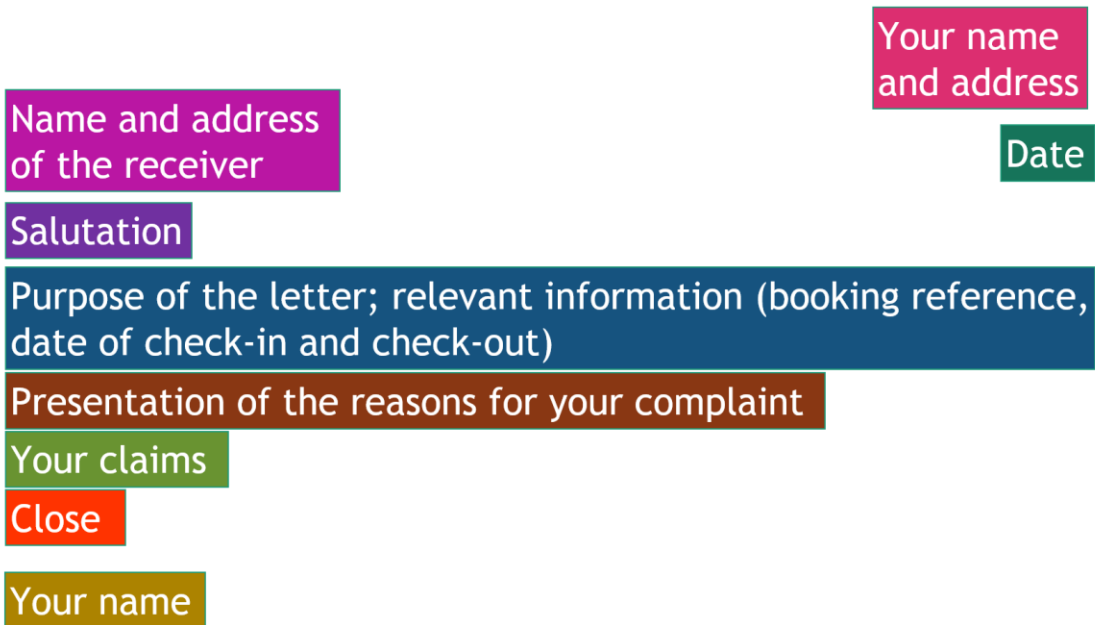 Your name
and address
Name and address
of the receiver
Date
Salutation
Purpose of the letter; relevant information (booking reference,
date of check-in and check-out)
Presentation of the reasons for your complaint
Your claims
Close
Your name